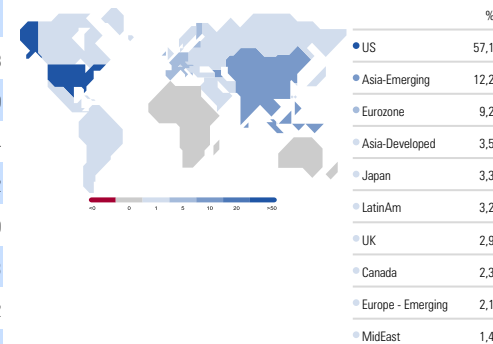 %
US 57,1
Asia-Emerging 12,2
Eurozone 9,2
Asia-Developed 3,5
Japan 3,3
LatinAm 3,2
UK 2,9
Canada 2,3
Europe - Emerging 2,1
MidEast 1,4
<0 0 1 5 10 20 >50